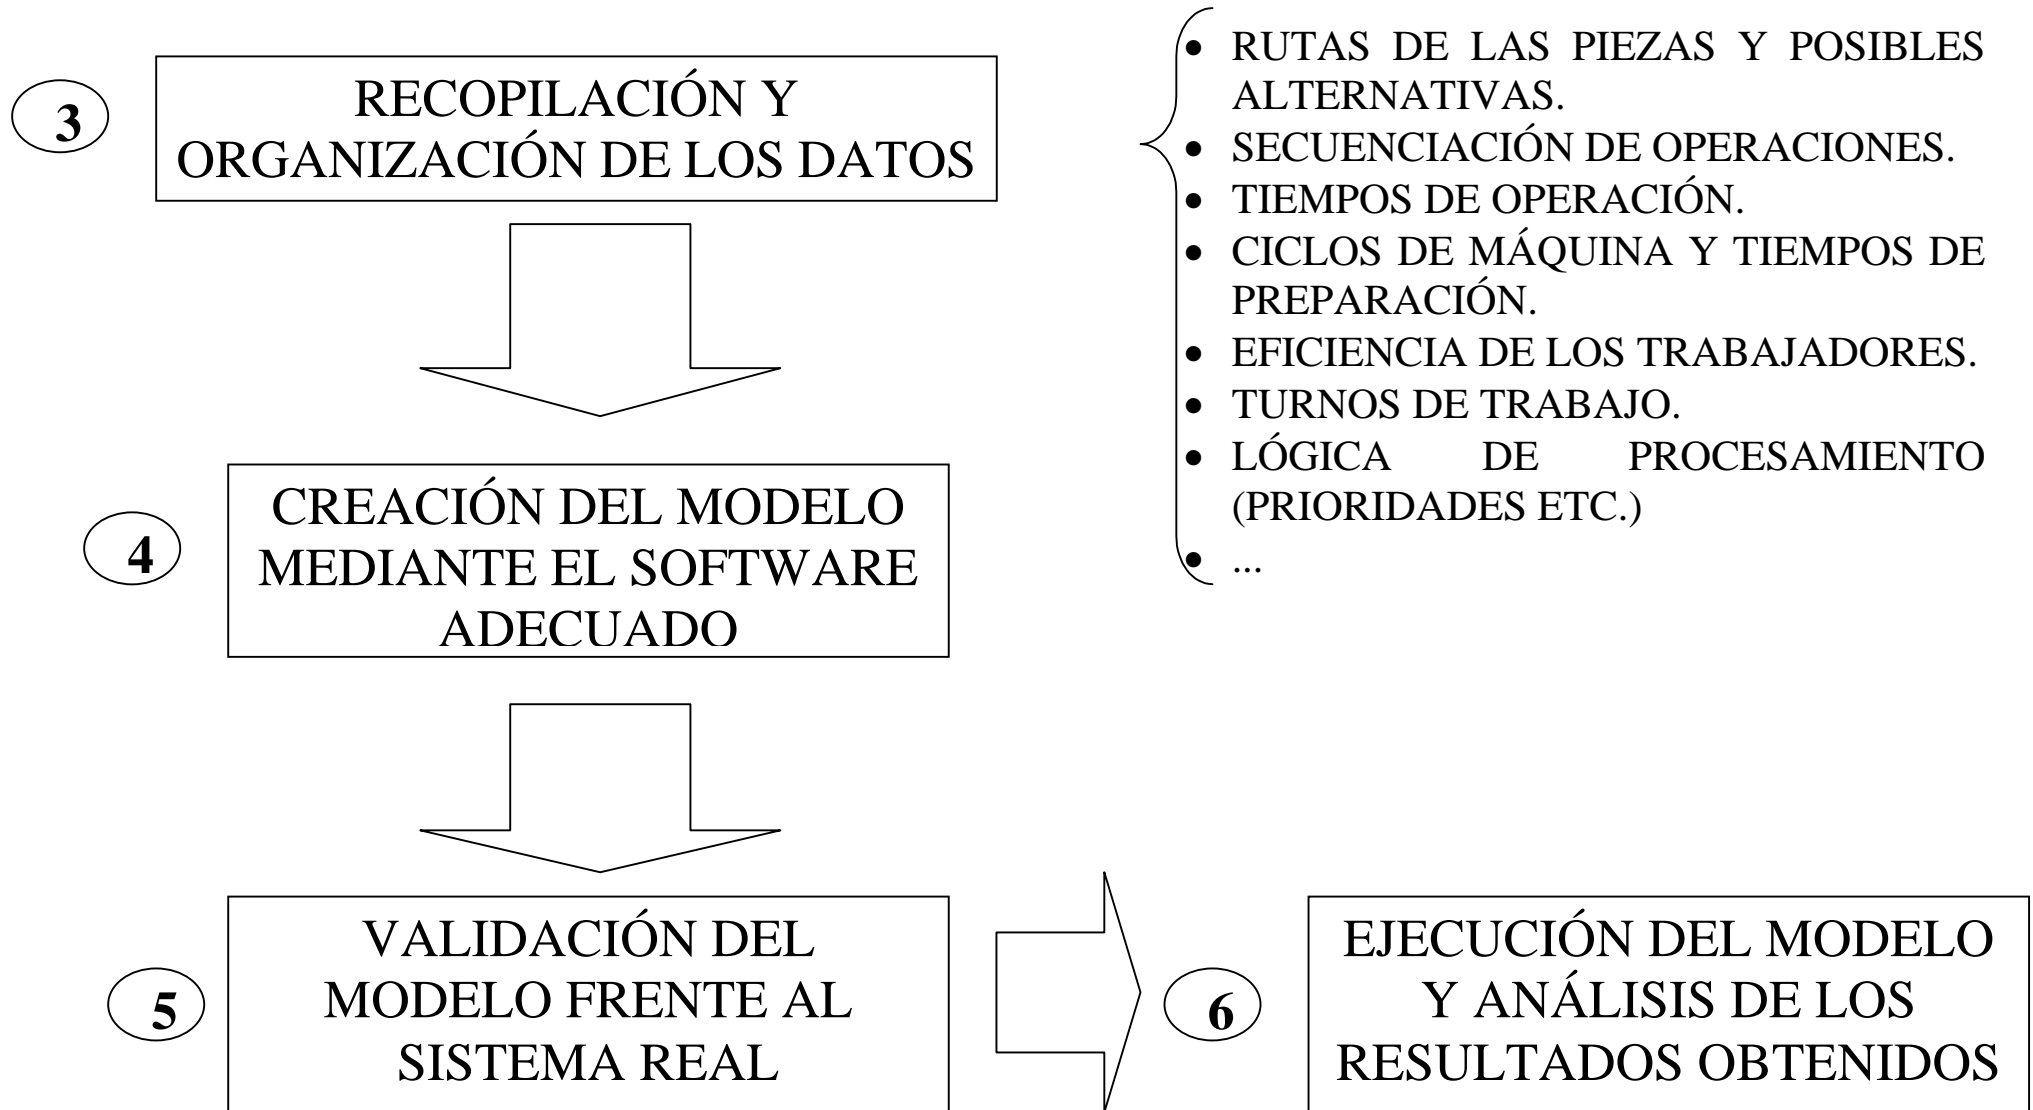 3
RECOPILACIÓN Y
ORGANIZACIÓN DE LOS DATOS
• RUTAS DE LAS PIEZAS Y POSIBLES
ALTERNATIVAS.
• SECUENCIACIÓN DE OPERACIONES.
• TIEMPOS DE OPERACIÓN.
• CICLOS DE MÁQUINA Y TIEMPOS DE
PREPARACIÓN.
• EFICIENCIA DE LOS TRABAJADORES.
• TURNOS DE TRABAJO.
• LÓGICA DE PROCESAMIENTO
(PRIORIDADES ETC.)
• ...
4
CREACIÓN DEL MODELO
MEDIANTE EL SOFTWARE
ADECUADO
5
VALIDACIÓN DEL
MODELO FRENTE AL
SISTEMA REAL
6
EJECUCIÓN DEL MODELO
Y ANÁLISIS DE LOS
RESULTADOS OBTENIDOS